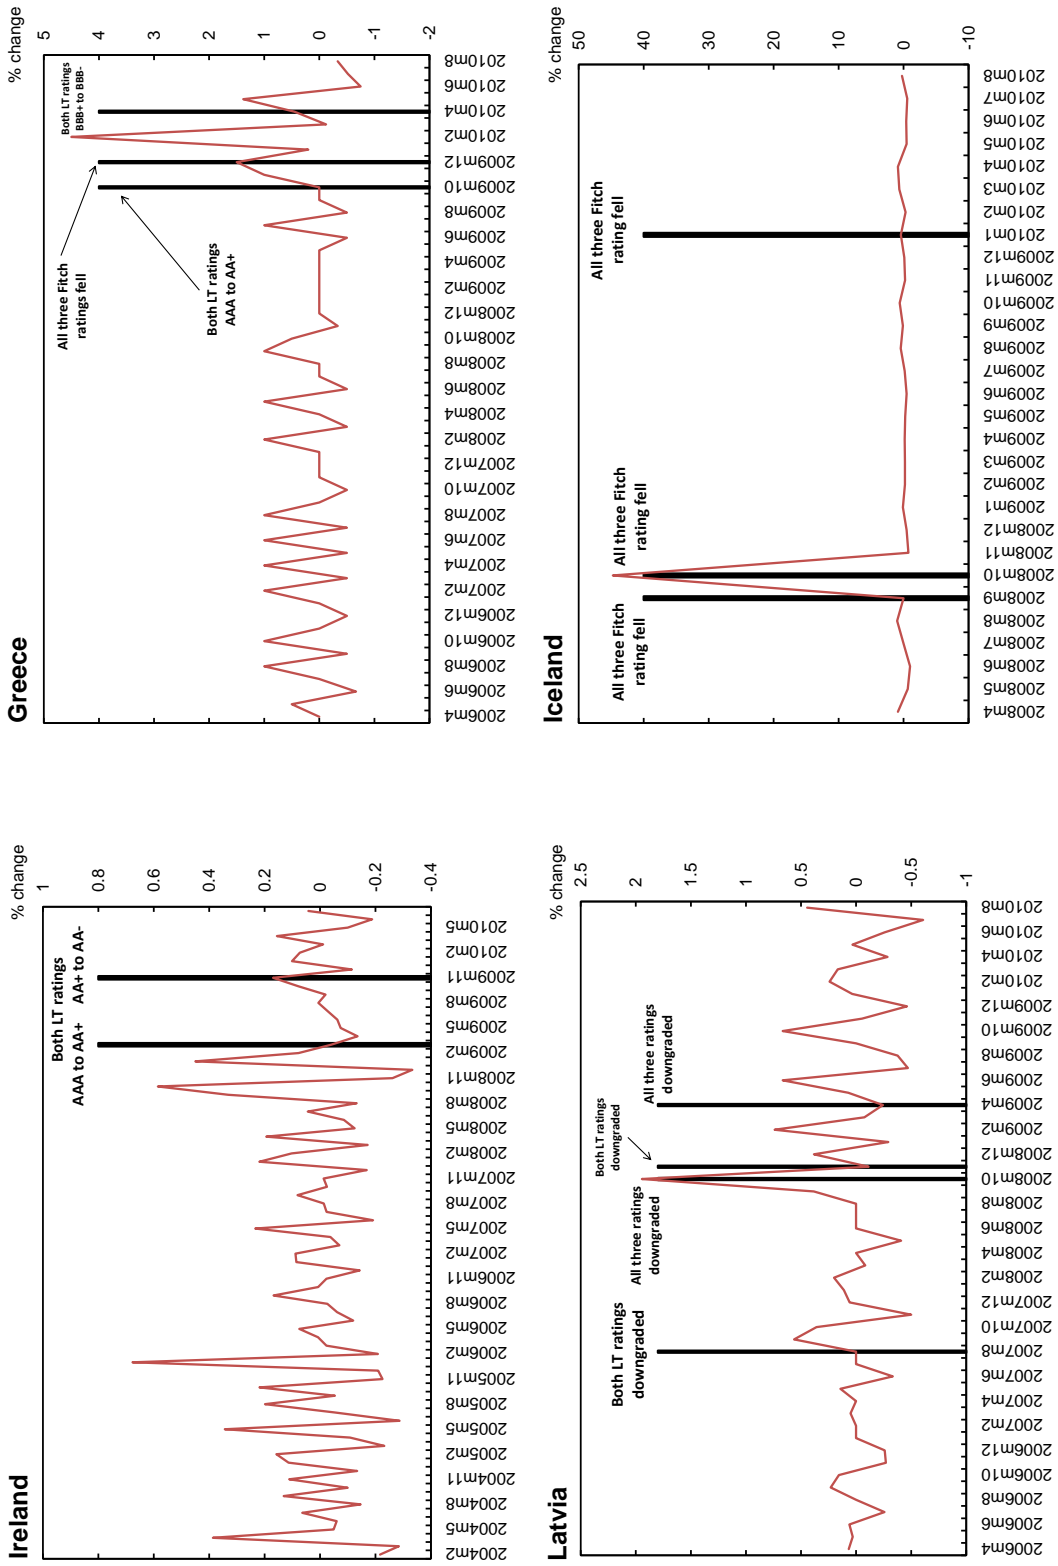 Ireland
% change
1
0.8
0.6
0.4
0.2
0
-0.2
-0.4
Both LT ratings
AAA to AA+ AA+ to AA-
2004m2
2004m5
2004m8
2004m11
2005m2
2005m5
2005m8
2005m11
2006m2
2006m5
2006m8
2006m11
2007m2
2007m5
2007m8
2007m11
2008m2
2008m5
2008m8
2008m11
2009m2
2009m5
2009m8
2009m11
2010m2
2010m5
Greece
% change
5
4
3
2
1
0
-1
-2
All three Fitch
ratings fell
Both LT ratings
AAA to AA+
Both LT ratings
BBB+ to BBB-
2006m4
2006m6
2006m8
2006m10
2006m12
2007m2
2007m4
2007m6
2007m8
2007m10
2007m12
2008m2
2008m4
2008m6
2008m8
2008m10
2008m12
2009m2
2009m4
2009m6
2009m8
2009m10
2009m12
2010m2
2010m4
2010m6
2010m8
Latvia
% change
2.5
2
1.5
1
0.5
0
-0.5
-1
Both LT ratings
downgraded
All three ratings
downgraded
Both LT ratings
downgraded
All three ratings
downgraded
2006m4
2006m6
2006m8
2006m10
2006m12
2007m2
2007m4
2007m6
2007m8
2007m10
2007m12
2008m2
2008m4
2008m6
2008m8
2008m10
2008m12
2009m2
2009m4
2009m6
2009m8
2009m10
2009m12
2010m2
2010m4
2010m6
2010m8
Iceland
% change
50
40
30
20
10
0
-10
All three Fitch
rating fell
All three Fitch
rating fell
All three Fitch
rating fell
2008m4
2008m5
2008m6
2008m7
2008m8
2008m9
2008m10
2008m11
2008m12
2009m1
2009m2
2009m3
2009m4
2009m5
2009m6
2009m7
2009m8
2009m9
2009m10
2009m11
2009m12
2010m1
2010m2
2010m3
2010m4
2010m5
2010m6
2010m7
2010m8